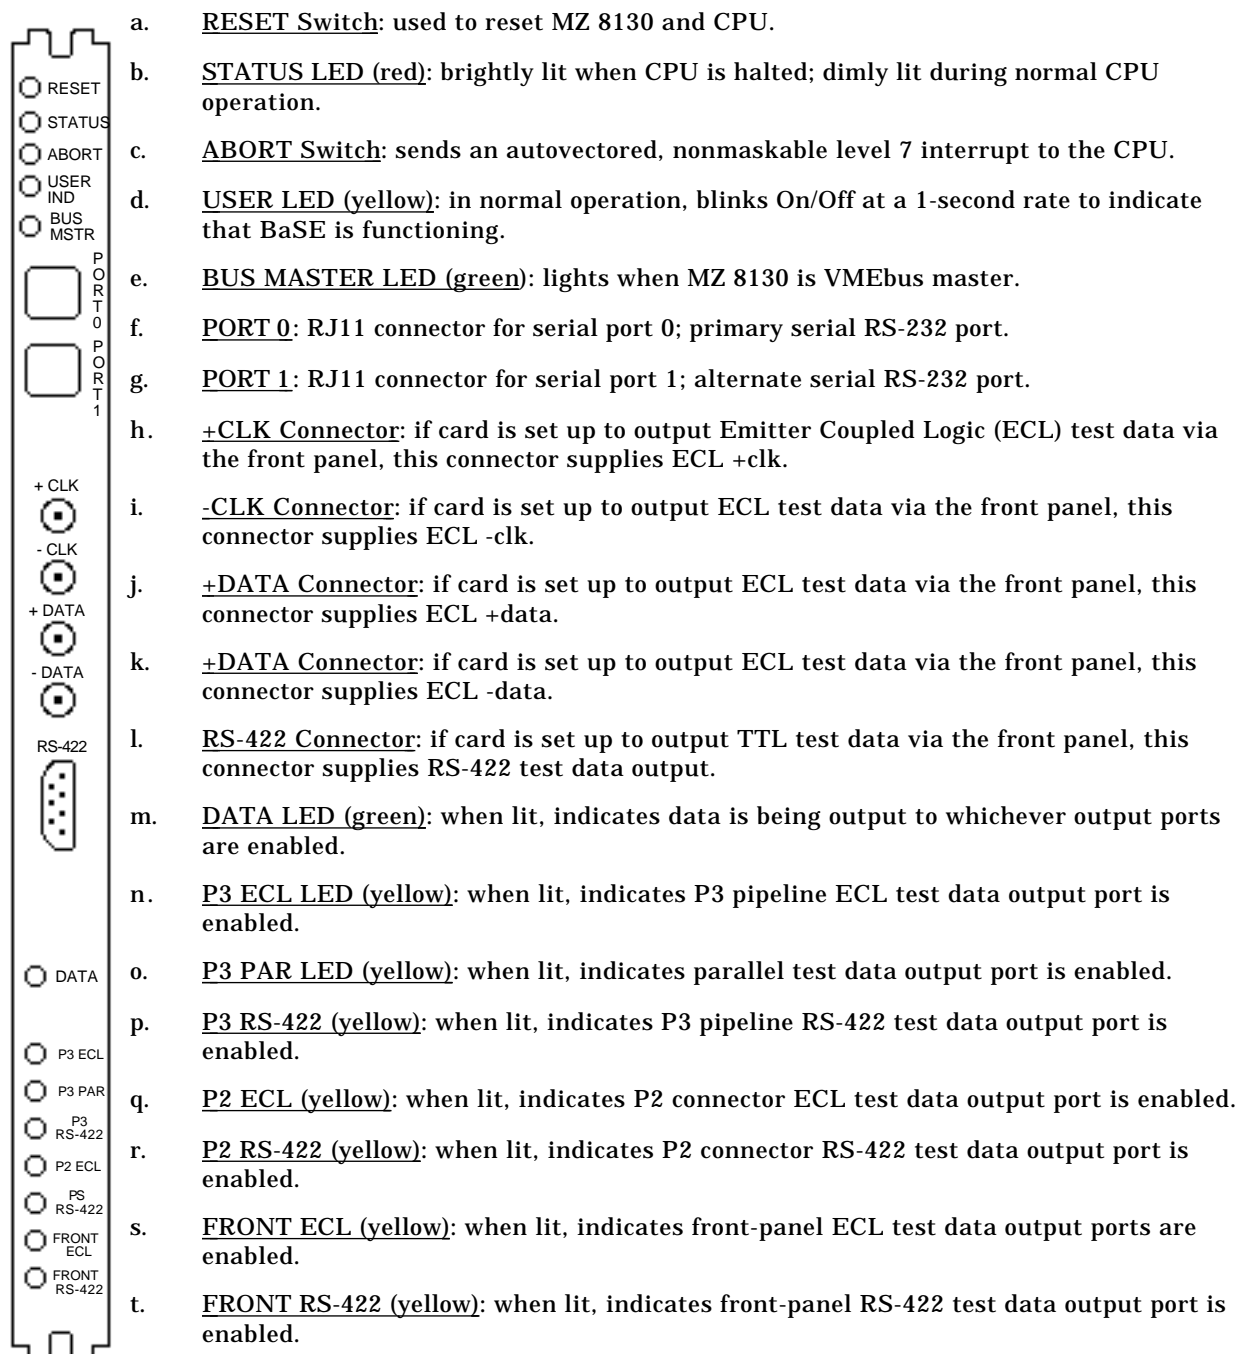 RESET
STATUS
ABORT
USER
IND
BUS
MSTR
PORT 0
PORT 1
+ CLK
- CLK
+ DATA
- DATA
RS-422
DATA
P3 ECL
P3 PAR
P3
RS-422
P2 ECL
PS
RS-422
FRONT
ECL
FRONT
RS-422
a. RESET Switch: used to reset MZ 8130 and CPU.
b. STATUS LED (red): brightly lit when CPU is halted; dimly lit during normal CPU
operation.
c. ABORT Switch: sends an autovectored, nonmaskable level 7 interrupt to the CPU.
d. USER LED (yellow): in normal operation, blinks On/Off at a 1-second rate to indicate
that BaSE is functioning.
e. BUS MASTER LED (green): lights when MZ 8130 is VMEbus master.
f. PORT 0: RJ11 connector for serial port 0; primary serial RS-232 port.
g. PORT 1: RJ11 connector for serial port 1; alternate serial RS-232 port.
h. +CLK Connector: if card is set up to output Emitter Coupled Logic (ECL) test data via
the front panel, this connector supplies ECL +clk.
i. -CLK Connector: if card is set up to output ECL test data via the front panel, this
connector supplies ECL -clk.
j. +DATA Connector: if card is set up to output ECL test data via the front panel, this
connector supplies ECL +data.
k. +DATA Connector: if card is set up to output ECL test data via the front panel, this
connector supplies ECL -data.
l. RS-422 Connector: if card is set up to output TTL test data via the front panel, this
connector supplies RS-422 test data output.
m. DATA LED (green): when lit, indicates data is being output to whichever output ports
are enabled.
n. P3 ECL LED (yellow): when lit, indicates P3 pipeline ECL test data output port is
enabled.
o. P3 PAR LED (yellow): when lit, indicates parallel test data output port is enabled.
p. P3 RS-422 (yellow): when lit, indicates P3 pipeline RS-422 test data output port is
enabled.
q. P2 ECL (yellow): when lit, indicates P2 connector ECL test data output port is enabled.
r. P2 RS-422 (yellow): when lit, indicates P2 connector RS-422 test data output port is
enabled.
s. FRONT ECL (yellow): when lit, indicates front-panel ECL test data output ports are
enabled.
t. FRONT RS-422 (yellow): when lit, indicates front-panel RS-422 test data output port is
enabled.